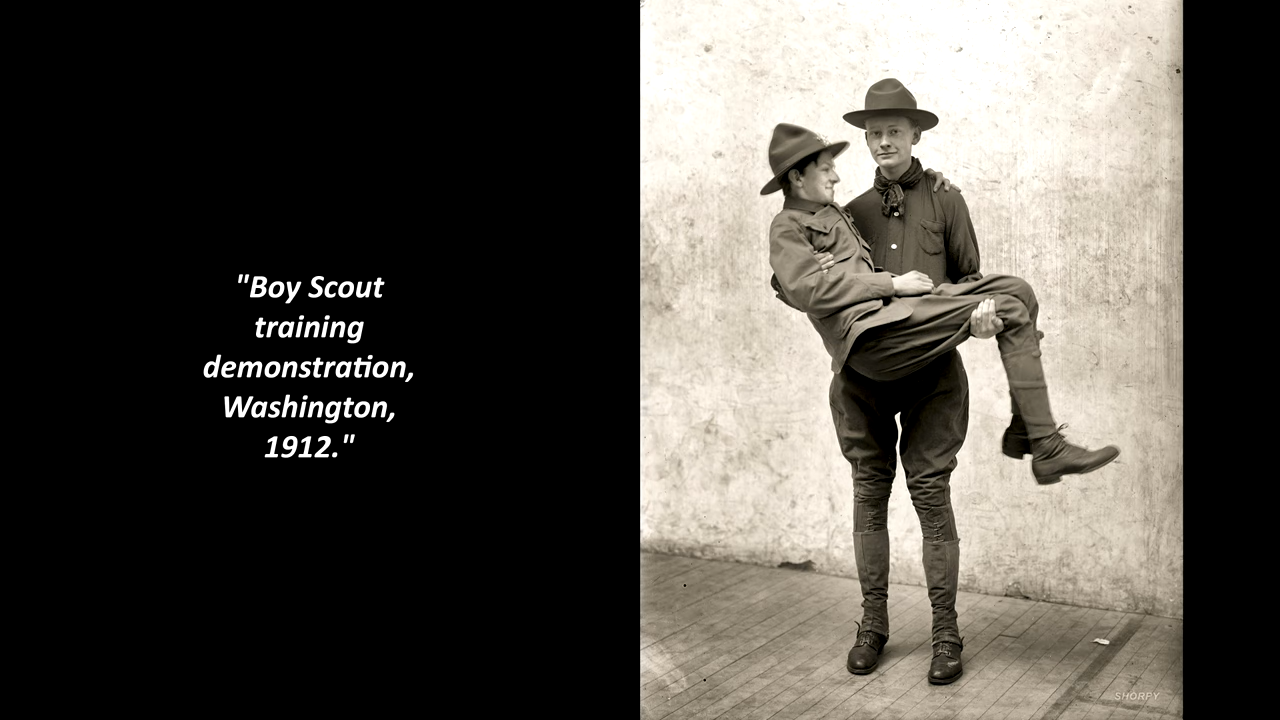 "Boy Scout
training
demonstration,
Washington,
1912."
SHORPY